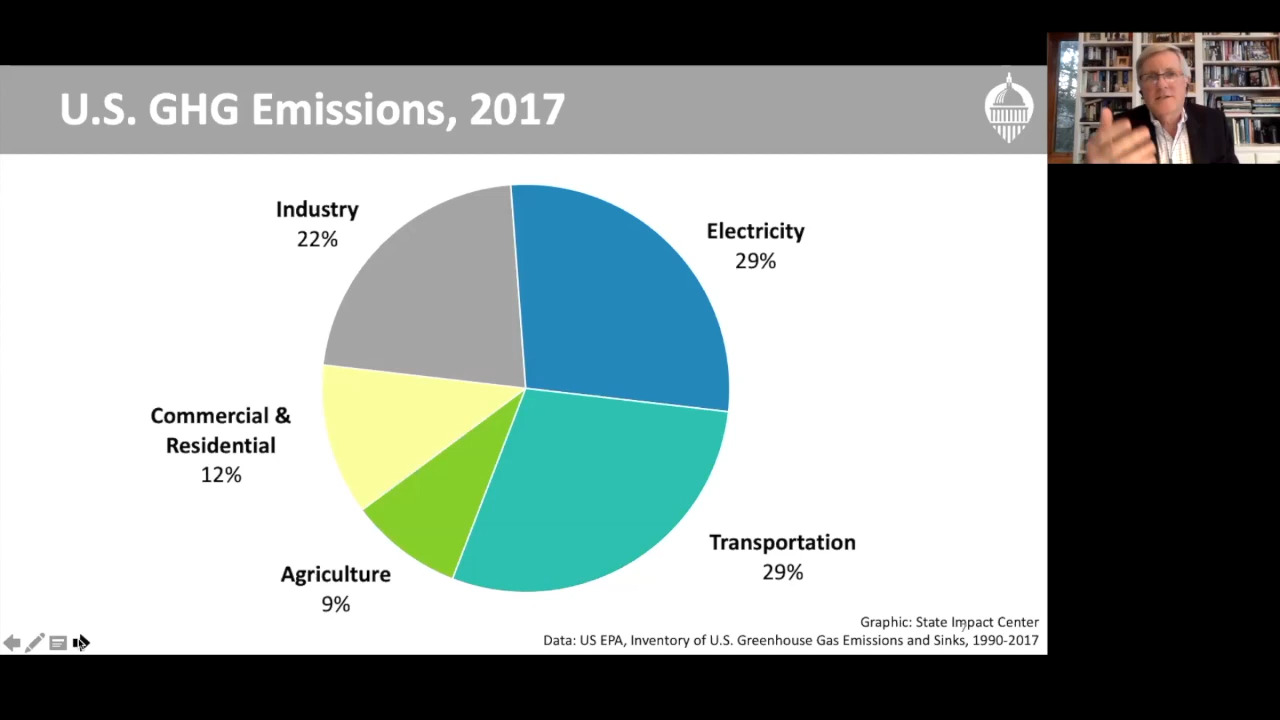 U.S. GHG Emissions, 2017
Industry
22%
Electricity
29%
Commercial &
Residential
12%
Transportation
29%
Agriculture
9%
Graphic: State Impact Center
Data: US EPA, Inventory of U.S. Greenhouse Gas Emissions and Sinks, 1990-2017